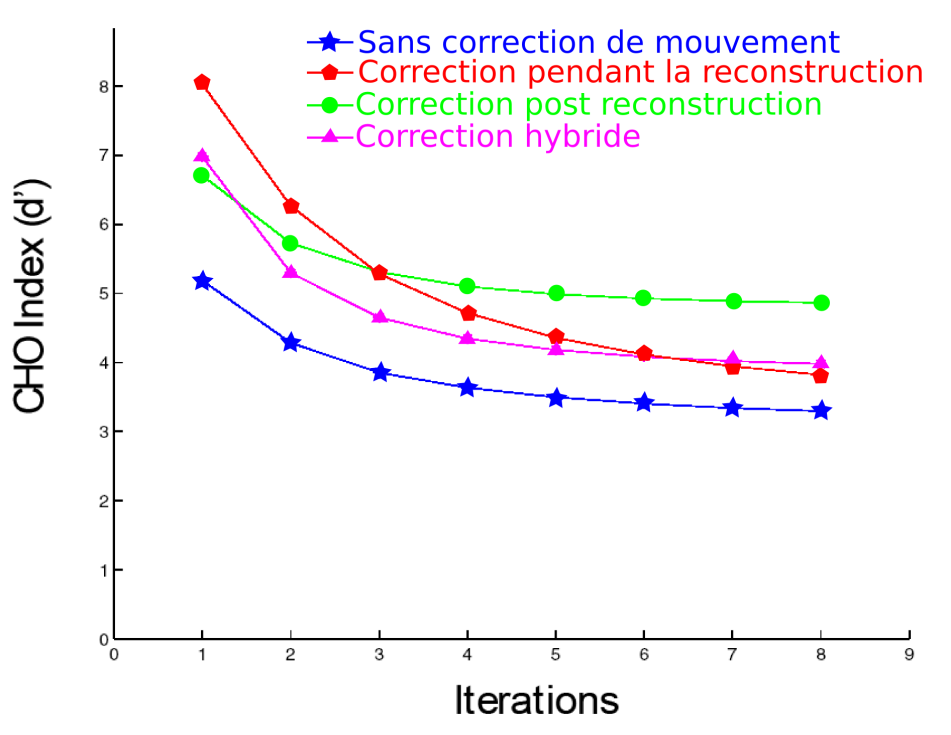 Sans correction de mouvement
Correction pendant la reconstruction
Correction post reconstruction
Correction hybride
CHO Index (d')
8
7
6
5
4
3
2
1
0
0 1 2 3 4 5 6 7 8 9
Iterations